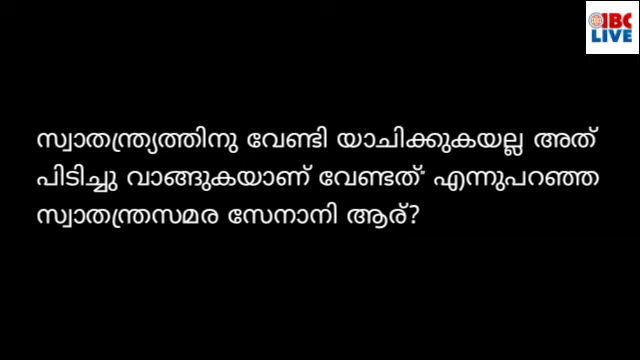 IBC
LIVE
സ്വാതന്ത്ര്യത്തിനു വേണ്ടി യാചിക്കുകയല്ല അത്
പിടിച്ചു വാങ്ങുകയാണ് വേണ്ടത്" എന്നുപറഞ്ഞ
സ്വാതന്ത്രസമര സേനാനി ആര്?